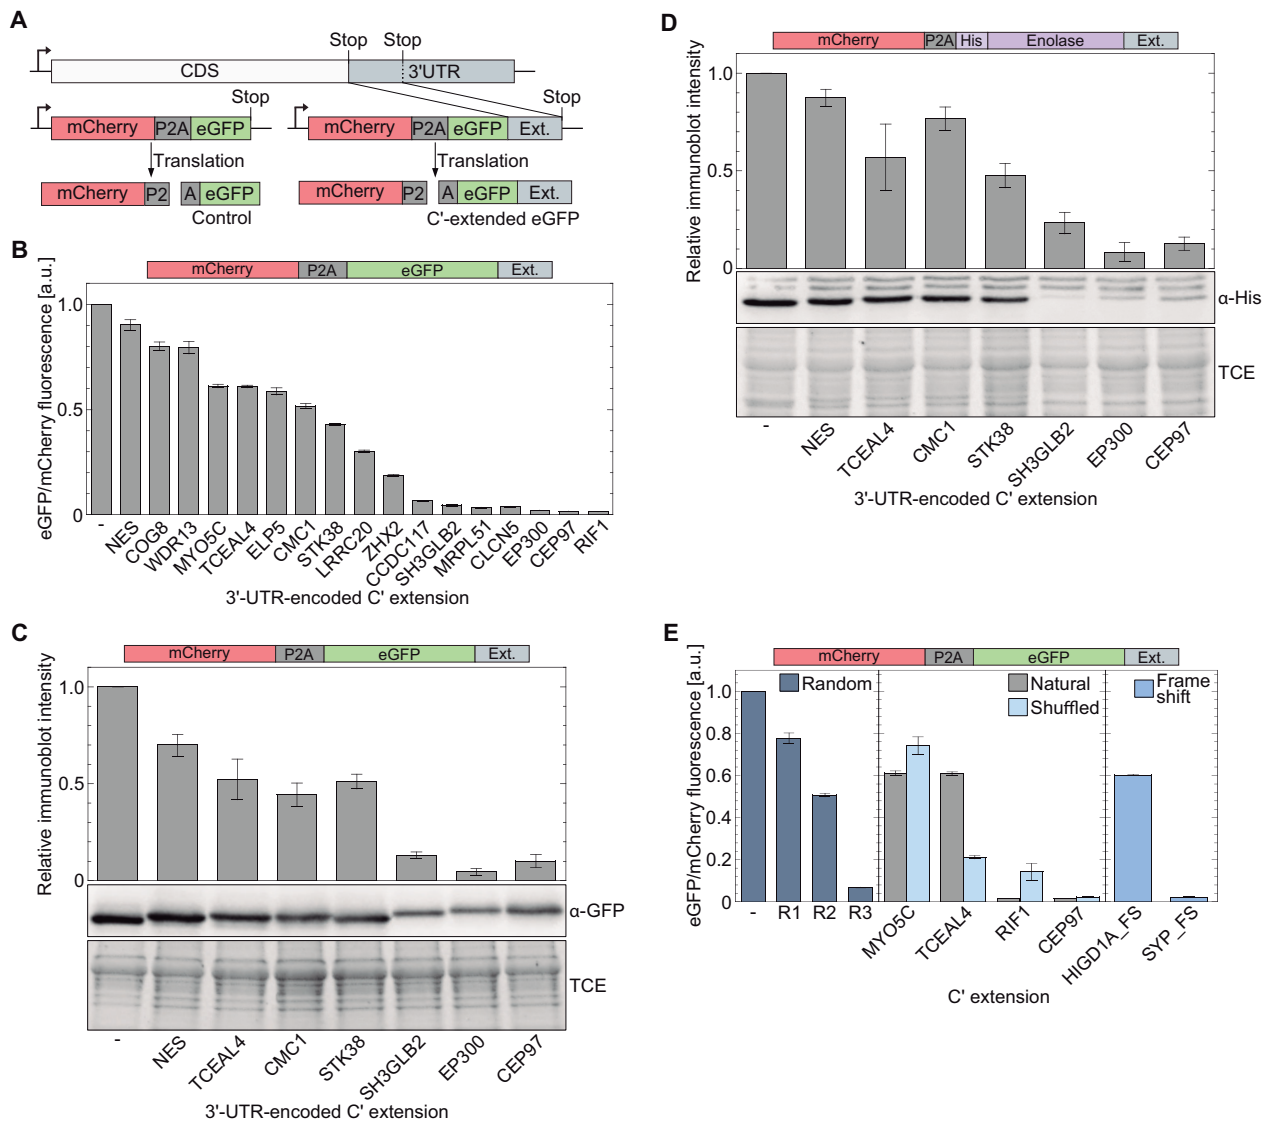 A
Stop Stop
CDS 3'UTR
Stop Stop
mCherry P2A eGFP mCherry P2A eGFP Ext.
Translation Translation
mCherry P2 A eGFP mCherry P2 A eGFP Ext.
Control C'-extended eGFP
B
mCherry P2A eGFP Ext.
eGFP/mCherry fluorescence [a.u.]
1.0
0.5
0
- NES COG8 WDR13 MYO5C TCEAL4 ELP5 CMC1 STK38 LRRC20 ZHX2 CCDC117 SH3GLB2 MRPL51 CLCN5 EP300 CEP97 RIF1
3'-UTR-encoded C' extension
C
mCherry P2A eGFP Ext.
Relative immunoblot intensity
1.0
0.5
0
α-GFP
TCE
- NES TCEAL4 CMC1 STK38 SH3GLB2 EP300 CEP97
3'-UTR-encoded C' extension
D
mCherry P2A His Enolase Ext.
Relative immunoblot intensity
1.0
0.5
0
α-His
TCE
- NES TCEAL4 CMC1 STK38 SH3GLB2 EP300 CEP97
3'-UTR-encoded C' extension
E
mCherry P2A eGFP Ext.
eGFP/mCherry fluorescence [a.u.]
Random Natural Frame
shift
Shuffled
1.0
0.8
0.6
0.4
0.2
0
- R1 R2 R3 MYO5C TCEAL4 RIF1 CEP97 HIGD1A_FS SYP_FS
C' extension